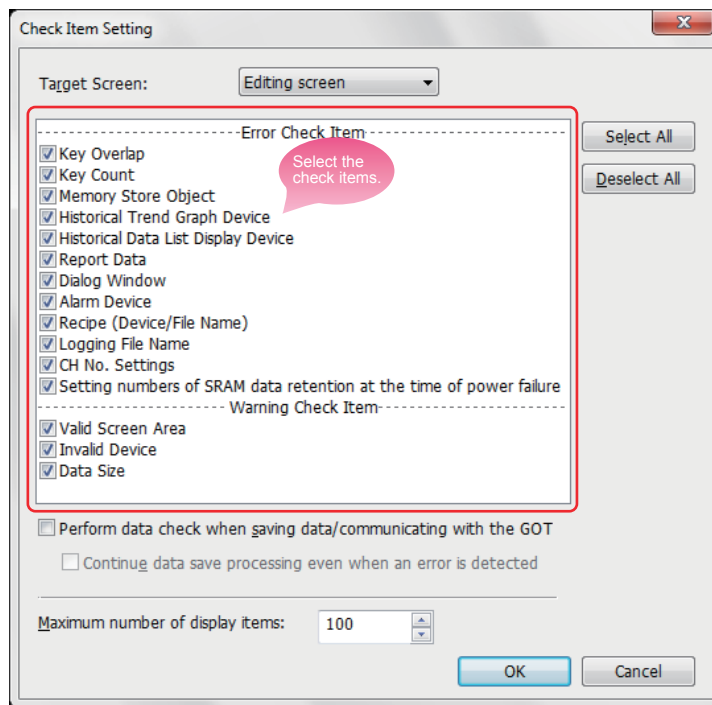 Check Item Setting
Target Screen: Editing screen
Error Check Item
Select All
Key Overlap
Select the
check items.
Key Count
Deselect All
Memory Store Object
Historical Trend Graph Device
Historical Data List Display Device
Report Data
Dialog Window
Alarm Device
Recipe (Device/File Name)
Logging File Name
CH No. Settings
Setting numbers of SRAM data retention at the time of power failure
Warning Check Item
Valid Screen Area
Invalid Device
Data Size
Perform data check when saving data/communicating with the GOT
Continue data save processing even when an error is detected
Maximum number of display items: 100
OK Cancel